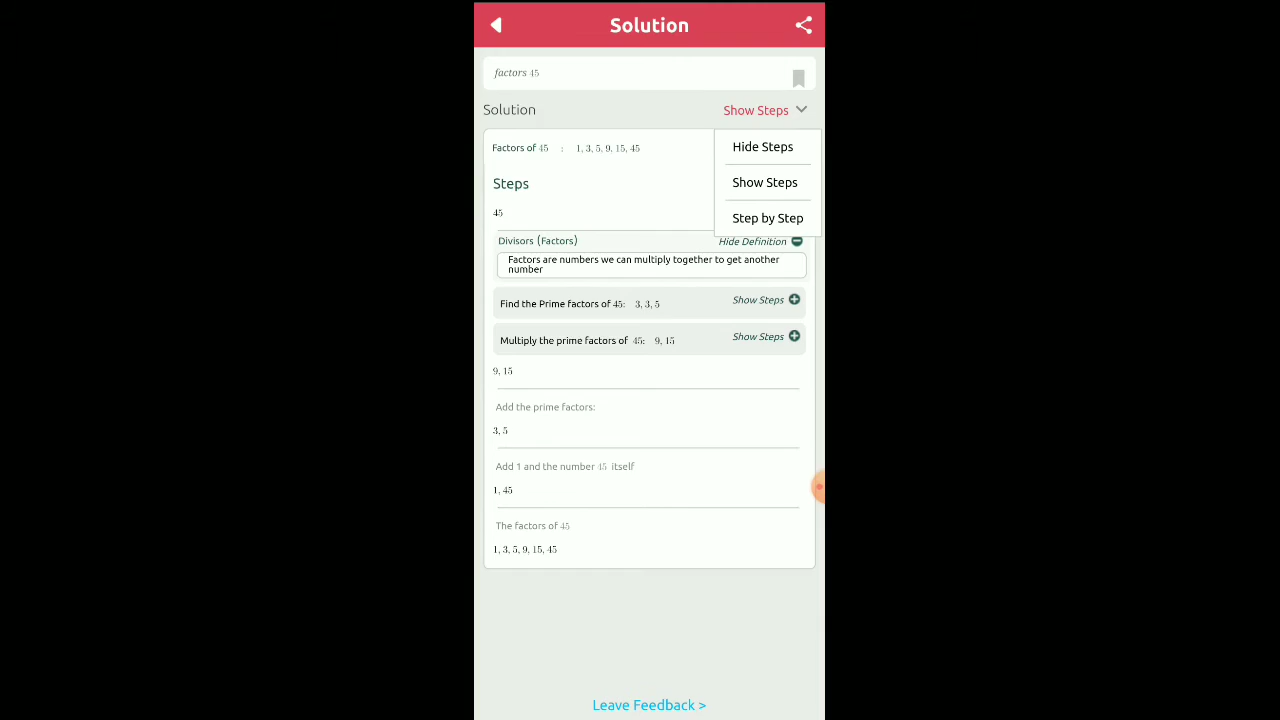 Solution
factors 45
Solution
Show Steps
Factors of 45 : 1, 3, 5, 9, 15, 45
Hide Steps
Show Steps
Step by Step
Steps
45
Divisors (Factors)
Hide Definition
Factors are numbers we can multiply together to get another
number
Find the Prime factors of 45: 3, 3, 5
Show Steps
Multiply the prime factors of 45: 9, 15
Show Steps
9, 15
Add the prime factors:
3, 5
Add 1 and the number 45 itself
1, 45
The factors of 45
1, 3, 5, 9, 15, 45
Leave Feedback >